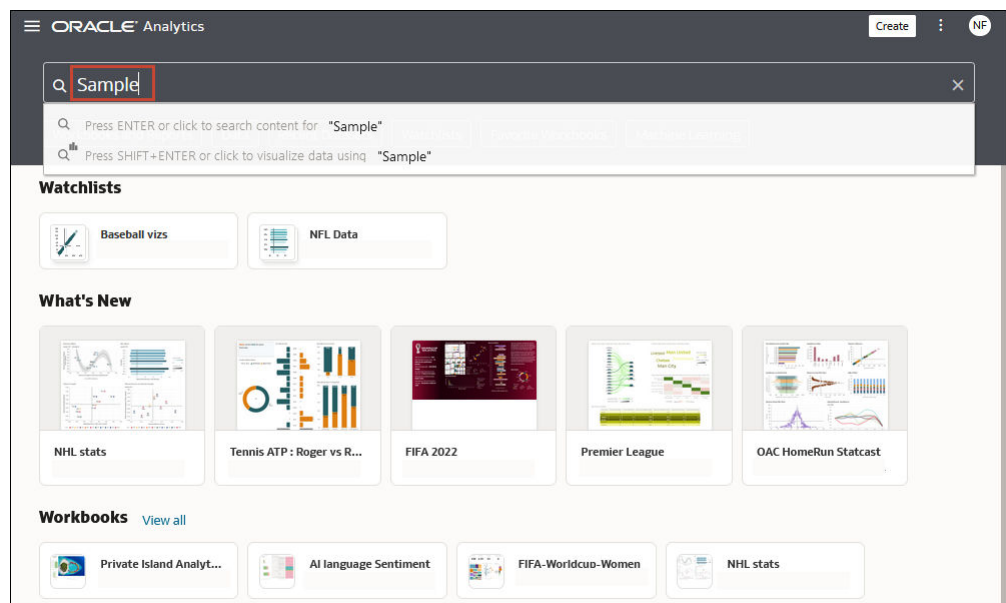 ORACLE Analytics
Create
NF
Sample
Press ENTER or click to search content for "Sample"
Press SHIFT+ENTER or click to visualize data using "Sample"
Watchlists
Baseball vizs
NFL Data
What's New
NHL stats
Tennis ATP : Roger vs R...
FIFA 2022
Premier League
OAC HomeRun Statcast
Workbooks View all
Private Island Analyt...
AI language Sentiment
FIFA-Worldcup-Women
NHL stats